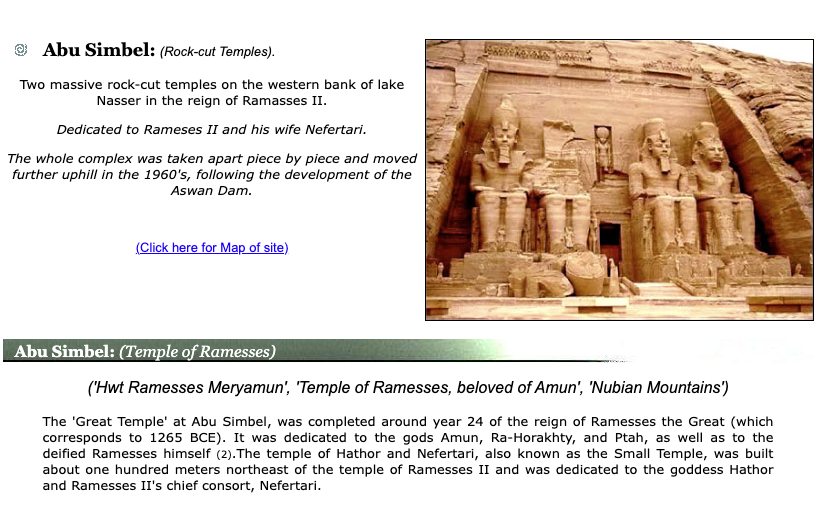 Abu Simbel: (Rock-cut Temples).
Two massive rock-cut temples on the western bank of lake
Nasser in the reign of Ramasses II.
Dedicated to Rameses II and his wife Nefertari.
The whole complex was taken apart piece by piece and moved
further uphill in the 1960's, following the development of the
Aswan Dam.
(Click here for Map of site)
Abu Simbel: (Temple of Ramesses)
('Hwt Ramesses Meryamun', 'Temple of Ramesses, beloved of Amun', 'Nubian Mountains')
The 'Great Temple' at Abu Simbel, was completed around year 24 of the reign of Ramesses the Great (which
corresponds to 1265 BCE). It was dedicated to the gods Amun, Ra-Horakhty, and Ptah, as well as to the
deified Ramesses himself (2).The temple of Hathor and Nefertari, also known as the Small Temple, was built
about one hundred meters northeast of the temple of Ramesses II and was dedicated to the goddess Hathor
and Ramesses II's chief consort, Nefertari.